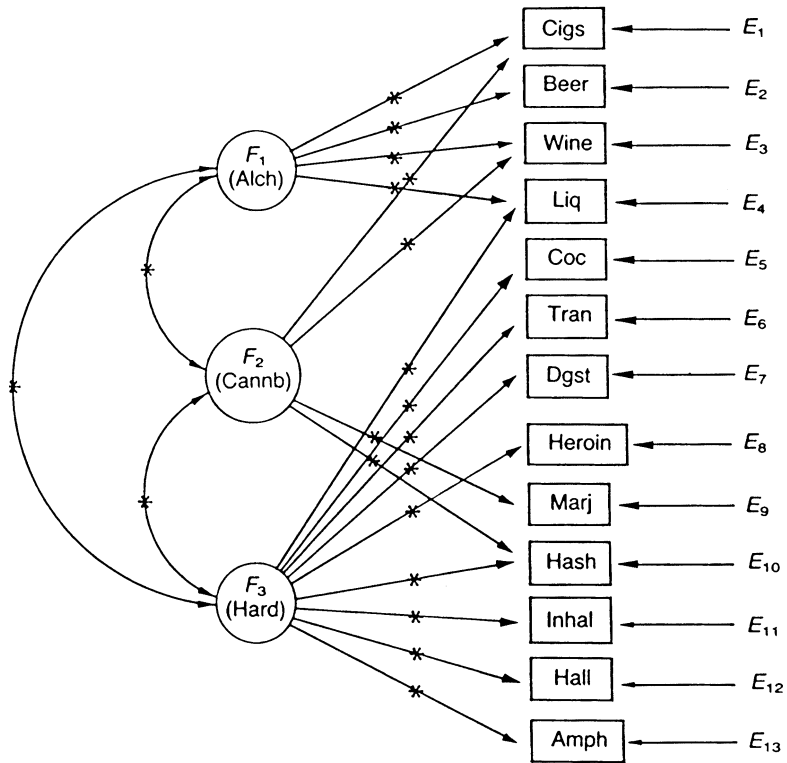 Cigs E₁
Beer E₂
F₁
(Alch)
Wine E₃
Liq E₄
Coc E₅
Tran E₆
F₂
(Cannb)
Dgst E₇
Heroin E₈
Marj E₉
Hash E₁₀
F₃
(Hard)
Inhal E₁₁
Hall E₁₂
Amph E₁₃